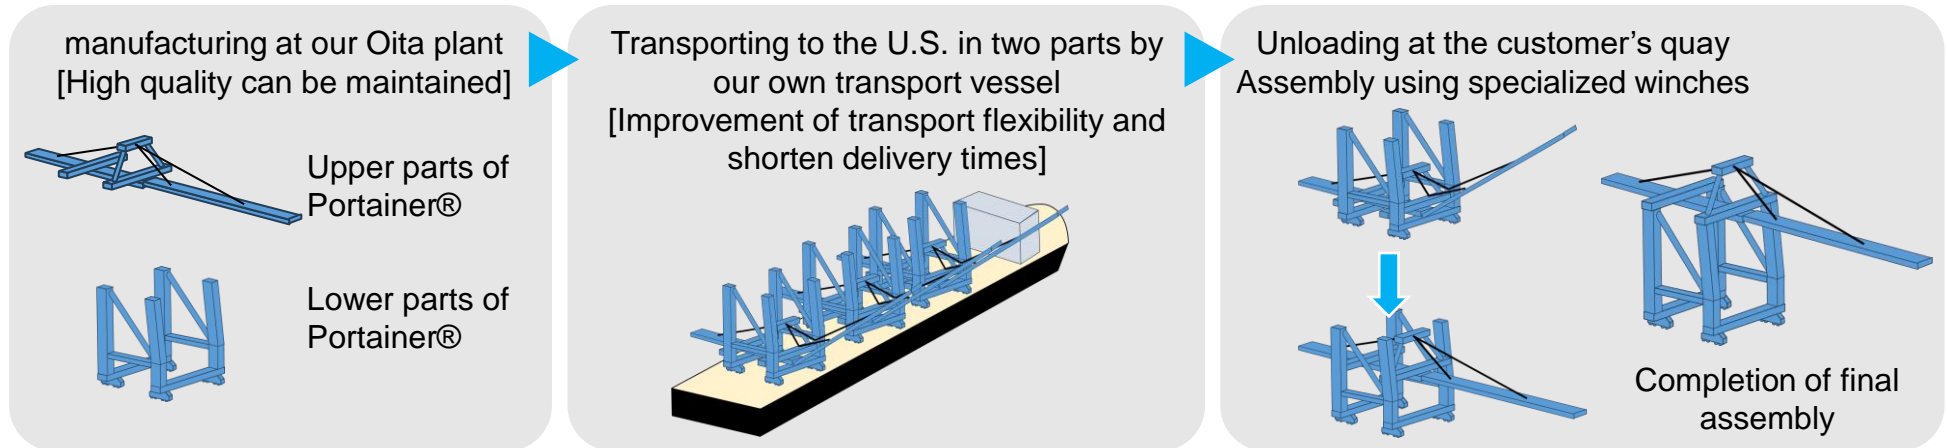 manufacturing at our Oita plant
[High quality can be maintained]
Upper parts of
Portainer®
Lower parts of
Portainer®
Transporting to the U.S. in two parts by
our own transport vessel
[Improvement of transport flexibility and
shorten delivery times]
Unloading at the customer’s quay
Assembly using specialized winches
Completion of final
assembly